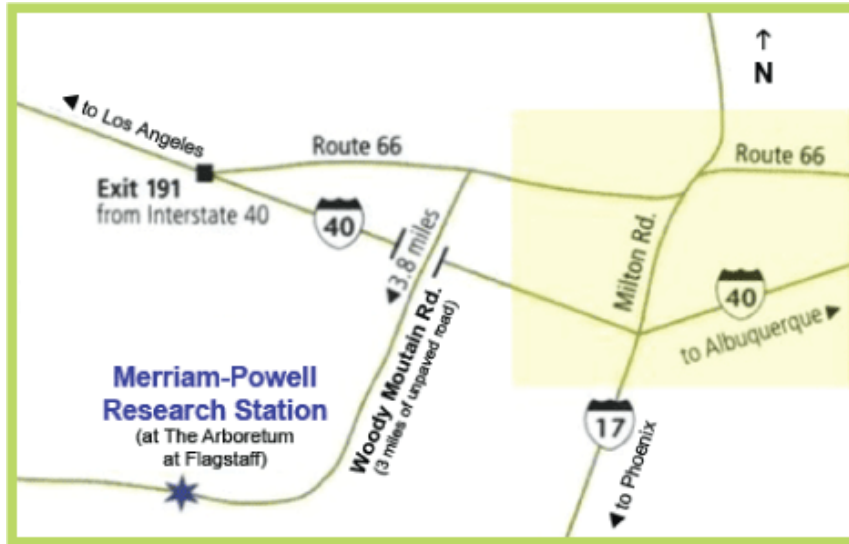 N
◀ to Los Angeles
Route 66
Route 66
Exit 191
from Interstate 40
40
◀3.8 miles
Milton Rd.
40
to Albuquerque ▶
Woody Moutain Rd.
(3 miles of unpaved road)
Merriam-Powell
Research Station
(at The Arboretum
at Flagstaff)
17
◀ to Phoenix